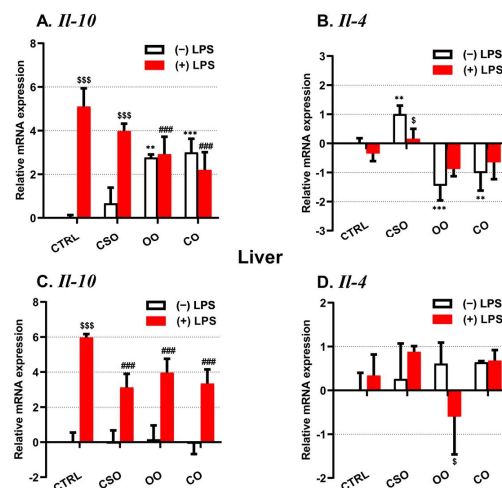 A. Il-10
Relative mRNA expression
8
6
4
2
0
(−) LPS
(+) LPS
$$$
$$$
**
###
***
###
CTRL
CSO
OO
CO
B. Il-4
Relative mRNA expression
4
3
2
1
0
-1
-2
-3
(−) LPS
(+) LPS
**
$
***
**
CTRL
CSO
OO
CO
Liver
C. Il-10
Relative mRNA expression
8
6
4
2
0
-2
(−) LPS
(+) LPS
$$$
###
###
###
CTRL
CSO
OO
CO
D. Il-4
Relative mRNA expression
2
1
0
-1
-2
(−) LPS
(+) LPS
$
CTRL
CSO
OO
CO